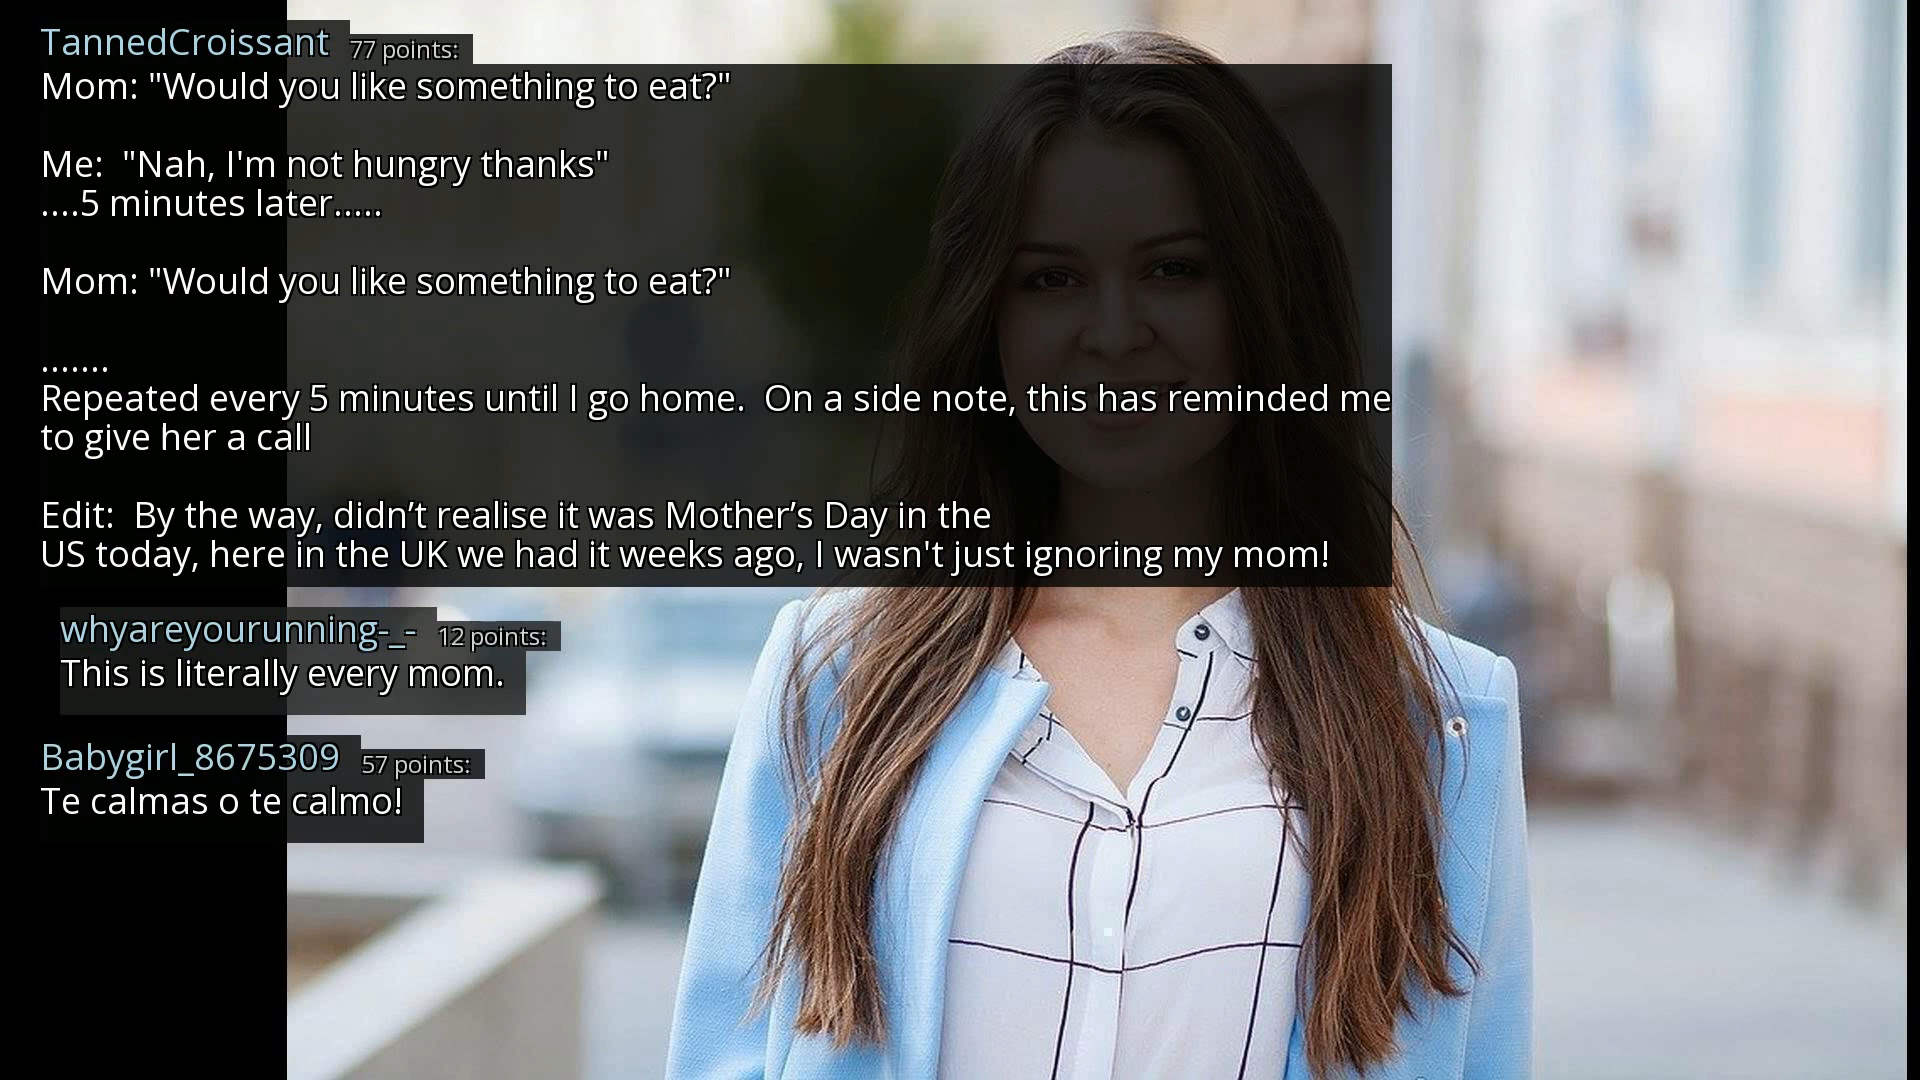 TannedCroissant 77 points:
Mom: "Would you like something to eat?"
Me:  "Nah, I'm not hungry thanks"
....5 minutes later.....
Mom: "Would you like something to eat?"
.......
Repeated every 5 minutes until I go home.  On a side note, this has reminded me
to give her a call
Edit:  By the way, didn’t realise it was Mother’s Day in the
US today, here in the UK we had it weeks ago, I wasn't just ignoring my mom!
whyareyourunning-_- 12 points:
This is literally every mom.
Babygirl_8675309 57 points:
Te calmas o te calmo!